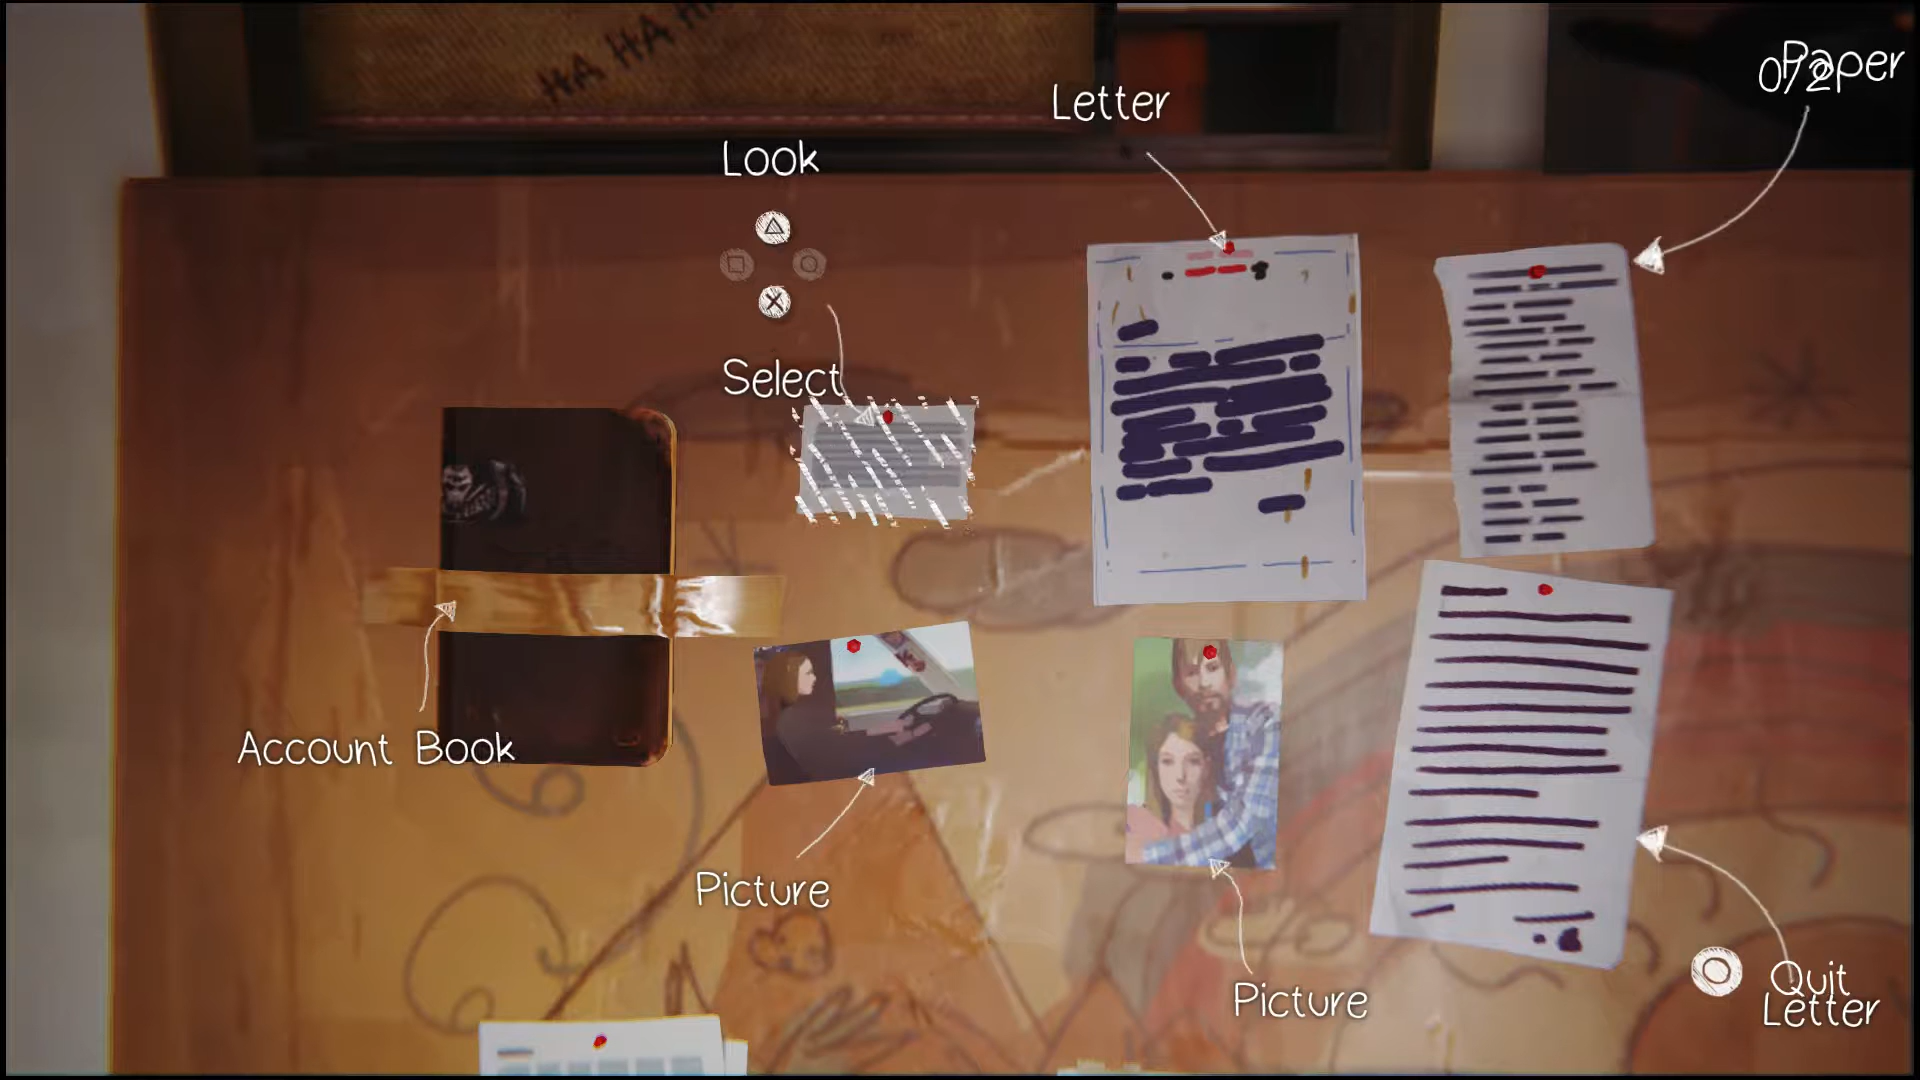 HA HA H
Paper
0/2
Letter
Look
Select
Account Book
Picture
Picture
Quit
Letter